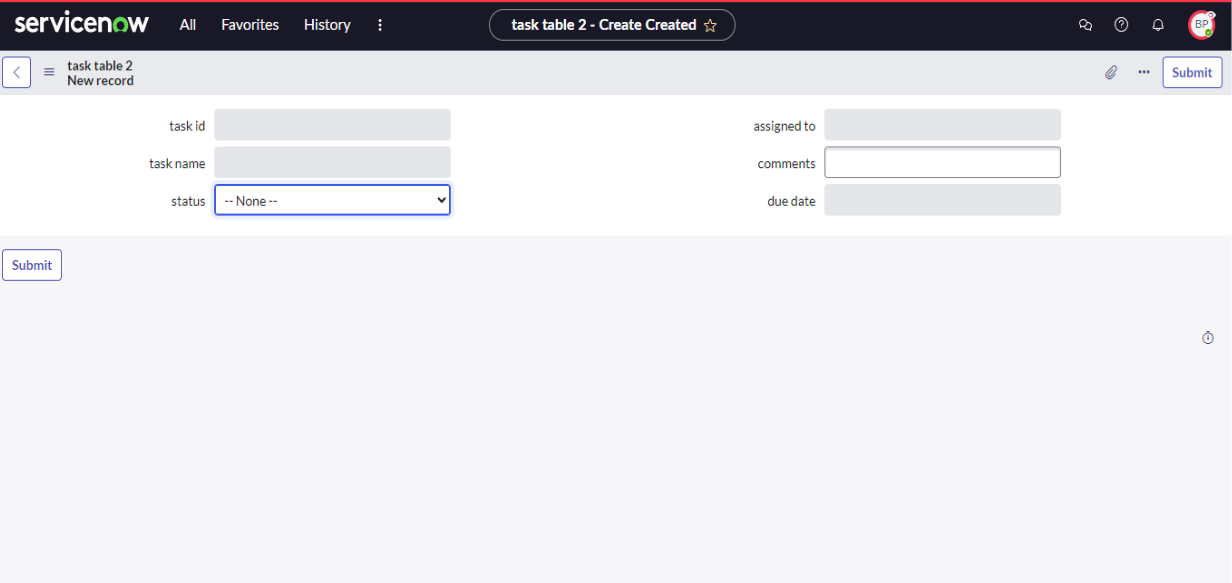 servicenow All Favorites History task table 2 - Create Created BP
task table 2
New record
Submit
task id
assigned to
task name
comments
status -- None --
due date
Submit